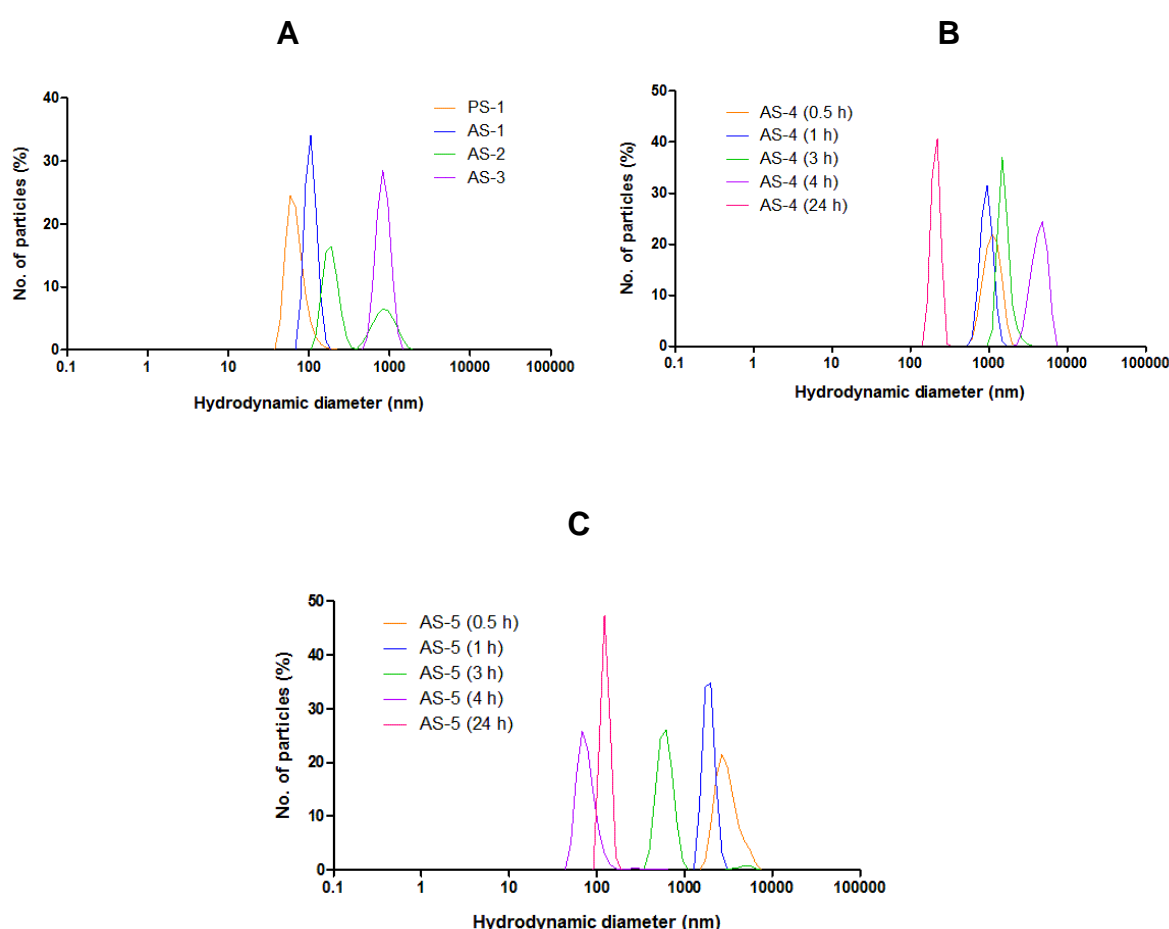 A
B
No. of particles (%)
40
30
20
10
0
PS-1
AS-1
AS-2
AS-3
0.1
1
10
100
1000
10000
100000
Hydrodynamic diameter (nm)
No. of particles (%)
50
40
30
20
10
0
AS-4 (0.5 h)
AS-4 (1 h)
AS-4 (3 h)
AS-4 (4 h)
AS-4 (24 h)
0.1
1
10
100
1000
10000
100000
Hydrodynamic diameter (nm)
C
No. of particles (%)
50
40
30
20
10
0
AS-5 (0.5 h)
AS-5 (1 h)
AS-5 (3 h)
AS-5 (4 h)
AS-5 (24 h)
0.1
1
10
100
1000
10000
100000
Hydrodynamic diameter (nm)